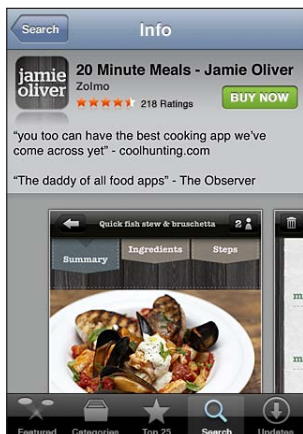 Search
Info
jamie
oliver
20 Minute Meals - Jamie Oliver
Zolmo
218 Ratings
BUY NOW
“you too can have the best cooking app we've
come across yet” - coolhunting.com
“The daddy of all food apps” - The Observer
Quick fish stew & bruschetta
2
Summary
Ingredients
Steps
m
m
Featured
Categories
Top 25
Search
Updates